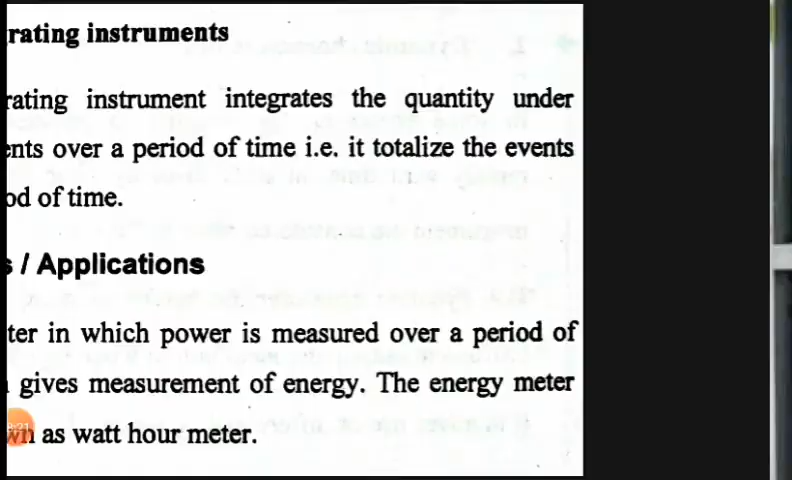 rating instruments
rating instrument integrates the quantity under
ents over a period of time i.e. it totalize the events
od of time.
s / Applications
ter in which power is measured over a period of
gives measurement of energy. The energy meter
wn as watt hour meter.